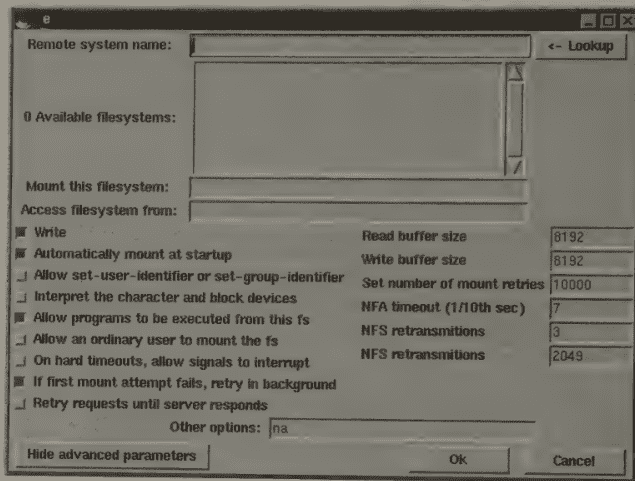 e
Remote system name:
<- Lookup
0 Available filesystems:
Mount this filesystem:
Access filesystem from:
Write
Automatically mount at startup
Allow set-user-identifier or set-group-identifier
Interpret the character and block devices
Allow programs to be executed from this fs
Allow an ordinary user to mount the fs
On hard timeouts, allow signals to interrupt
If first mount attempt fails, retry in background
Retry requests until server responds
Read buffer size 8192
Write buffer size 8192
Set number of mount retries 10000
NFA timeout (1/10th sec) 7
NFS retransmitions 3
NFS retransmitions 2049
Other options: na
Hide advanced parameters
Ok
Cancel